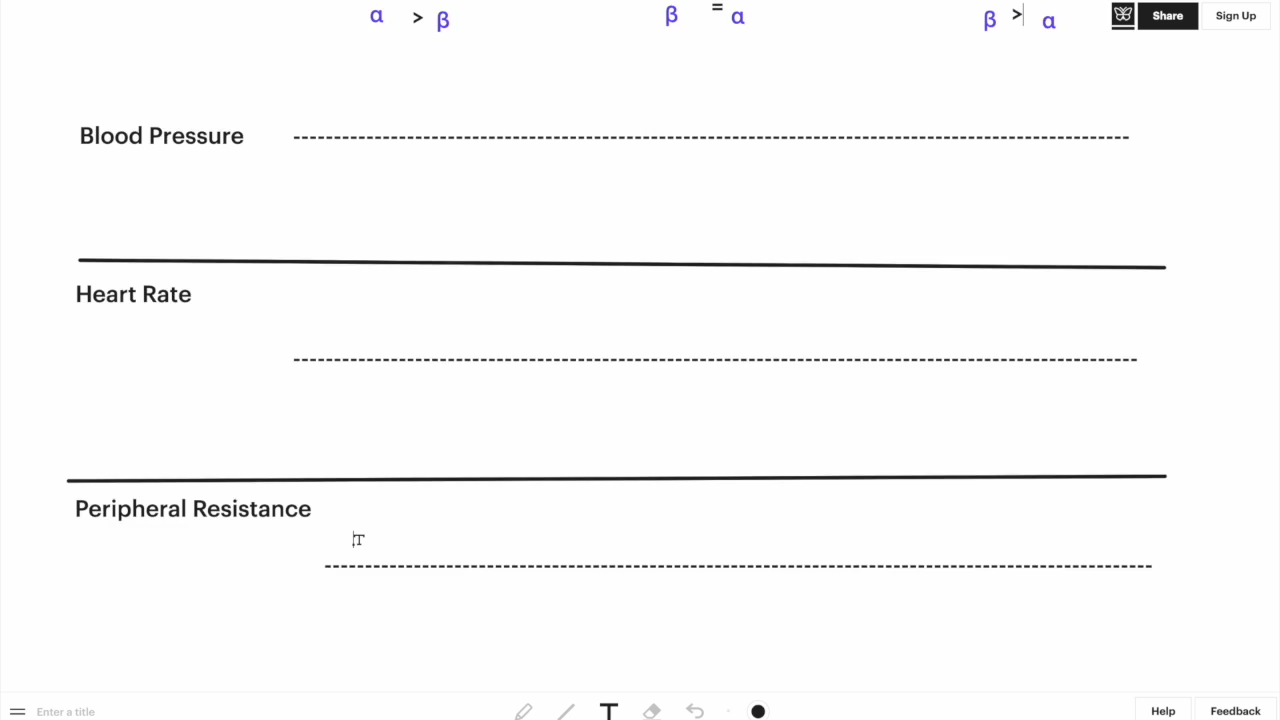 α > β β = α β > α
Share
Sign Up
Blood Pressure
Heart Rate
Peripheral Resistance
T
Enter a title
T
Help
Feedback